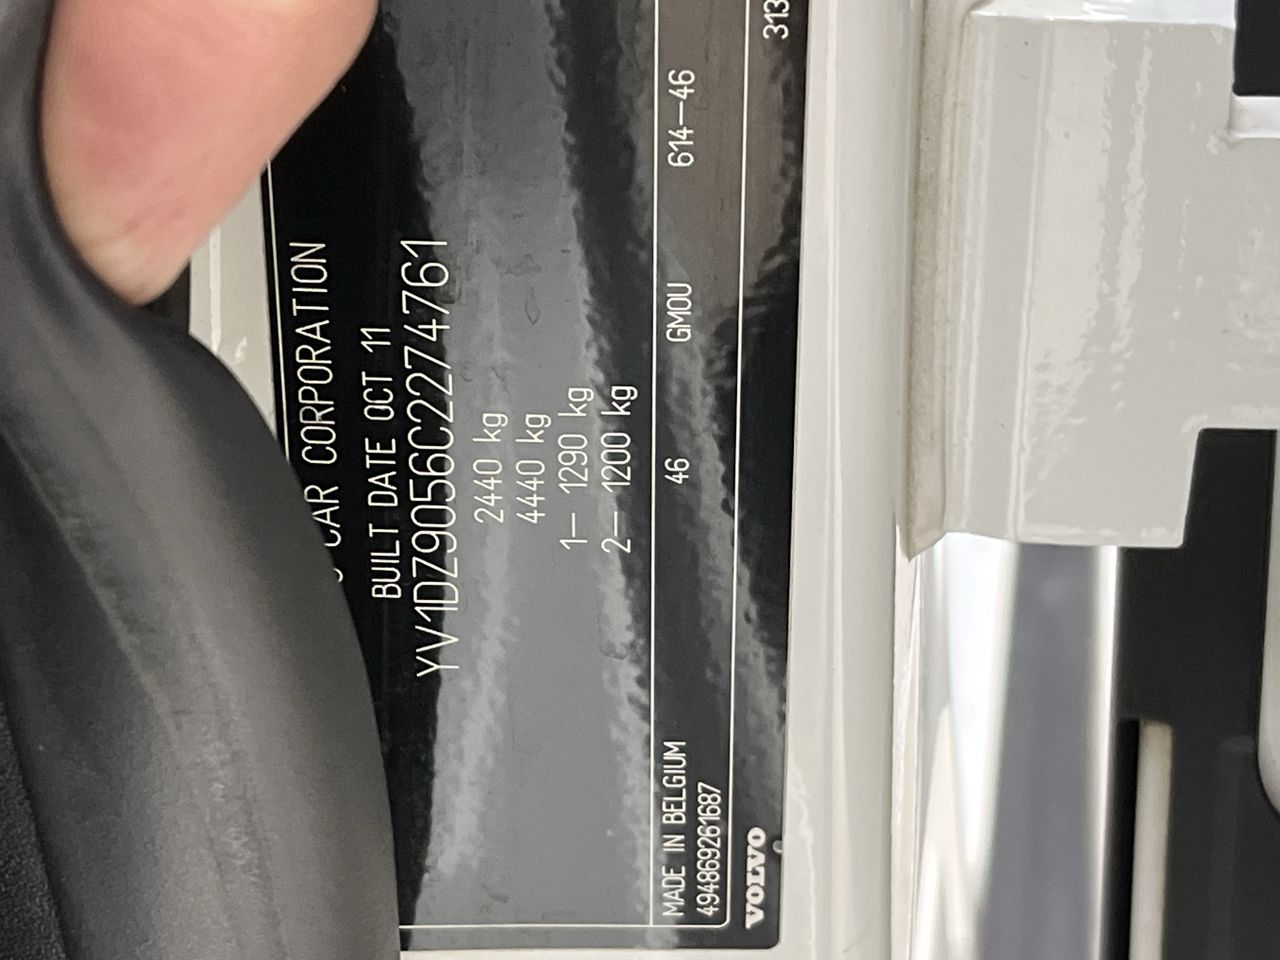 CAR CORPORATION
BUILT DATE OCT 11
YV1DZ9056C2274761
2440 kg
4440 kg
1— 1290 kg
2— 1200 kg
MADE IN BELGIUM 46 GMOU 614—46
494869261687
VOLVO 313